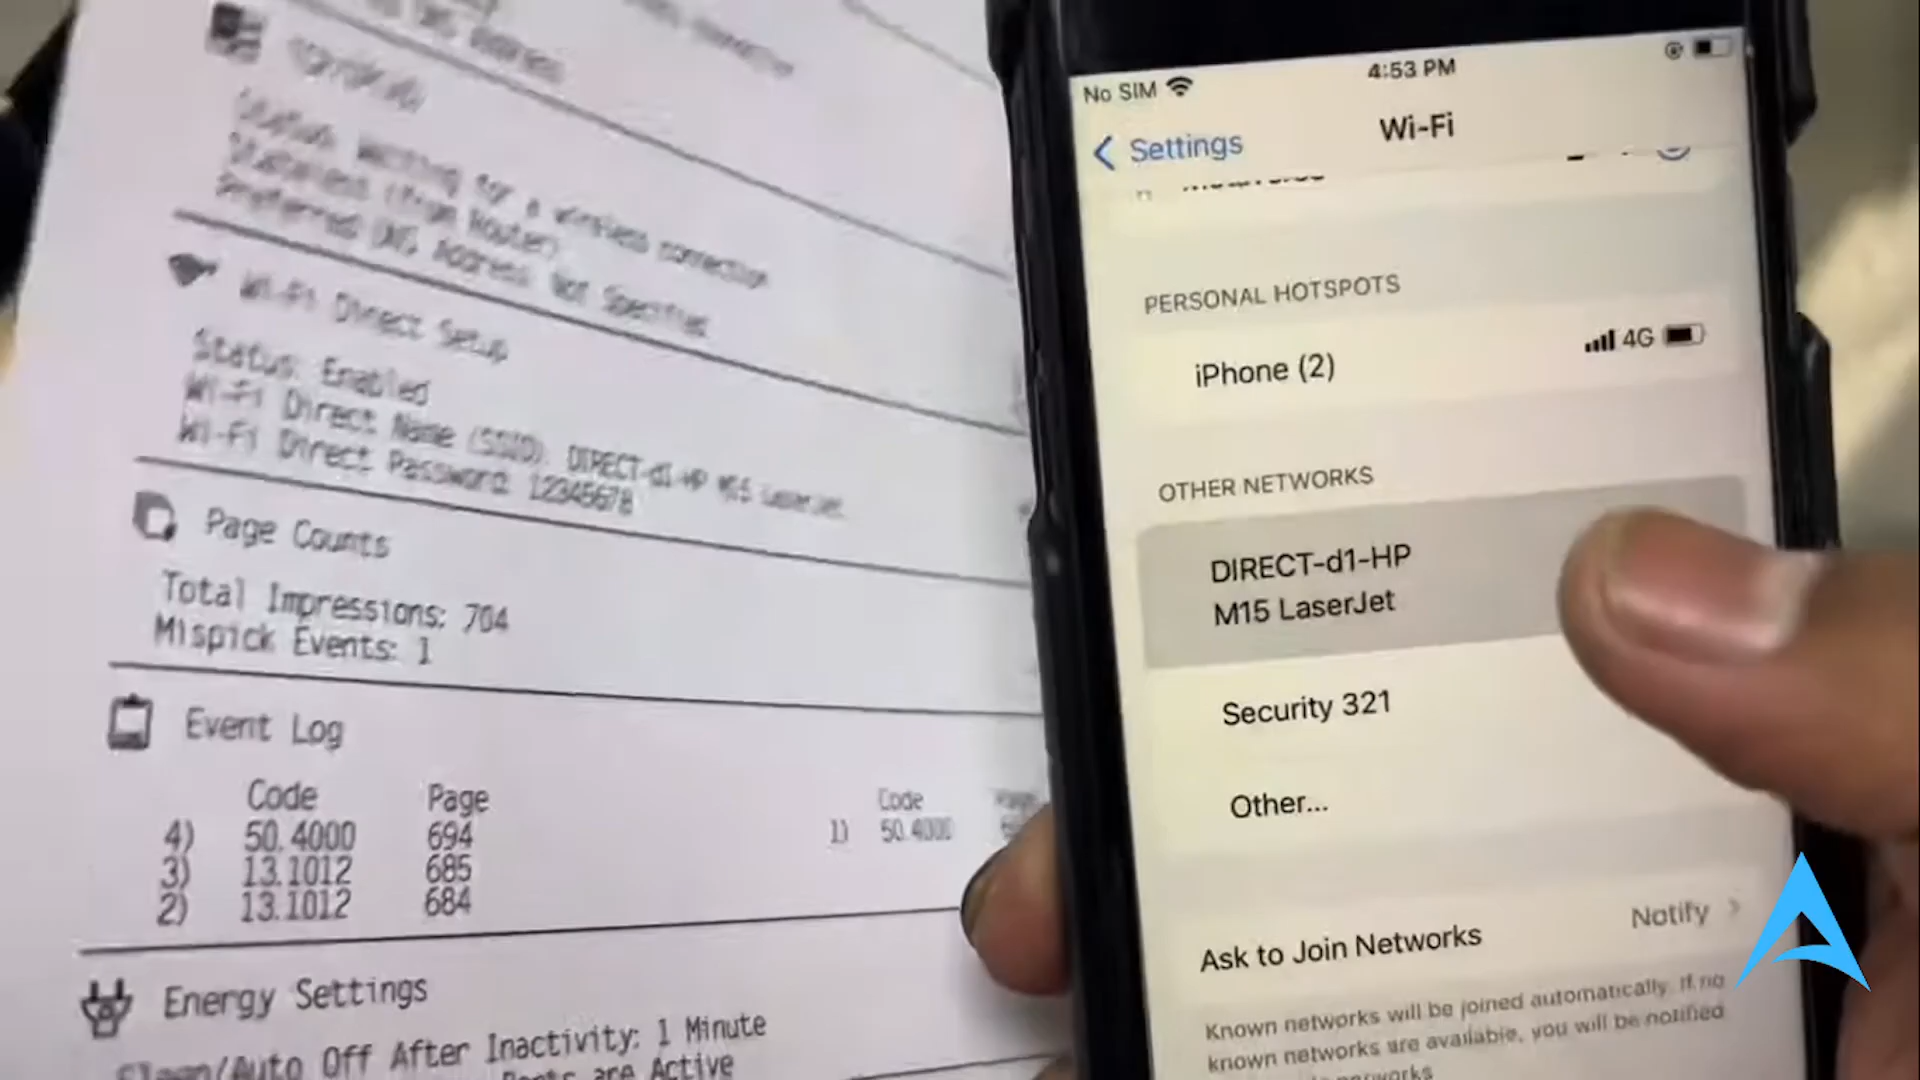 Status: Waiting for a wireless connection
Stateless (from Router):
Preferred DNS Address: Not Specified
Wi-Fi Direct Setup
Status: Enabled
Wi-Fi Direct Name (SSID): DIRECT-d1-HP M15 LaserJet
Wi-Fi Direct Password: 12345678
Page Counts
Total Impressions: 704
Mispick Events: 1
Event Log
Code Page Code
4) 50.4000 694 1) 50.4000
3) 13.1012 685
2) 13.1012 684
Energy Settings
Sleep/Auto Off After Inactivity: 1 Minute
Ports are Active
No SIM 4:53 PM
Settings Wi-Fi
PERSONAL HOTSPOTS
iPhone (2) 4G
OTHER NETWORKS
DIRECT-d1-HP
M15 LaserJet
Security 321
Other...
Ask to Join Networks Notify
Known networks will be joined automatically. If no
known networks are available, you will be notified